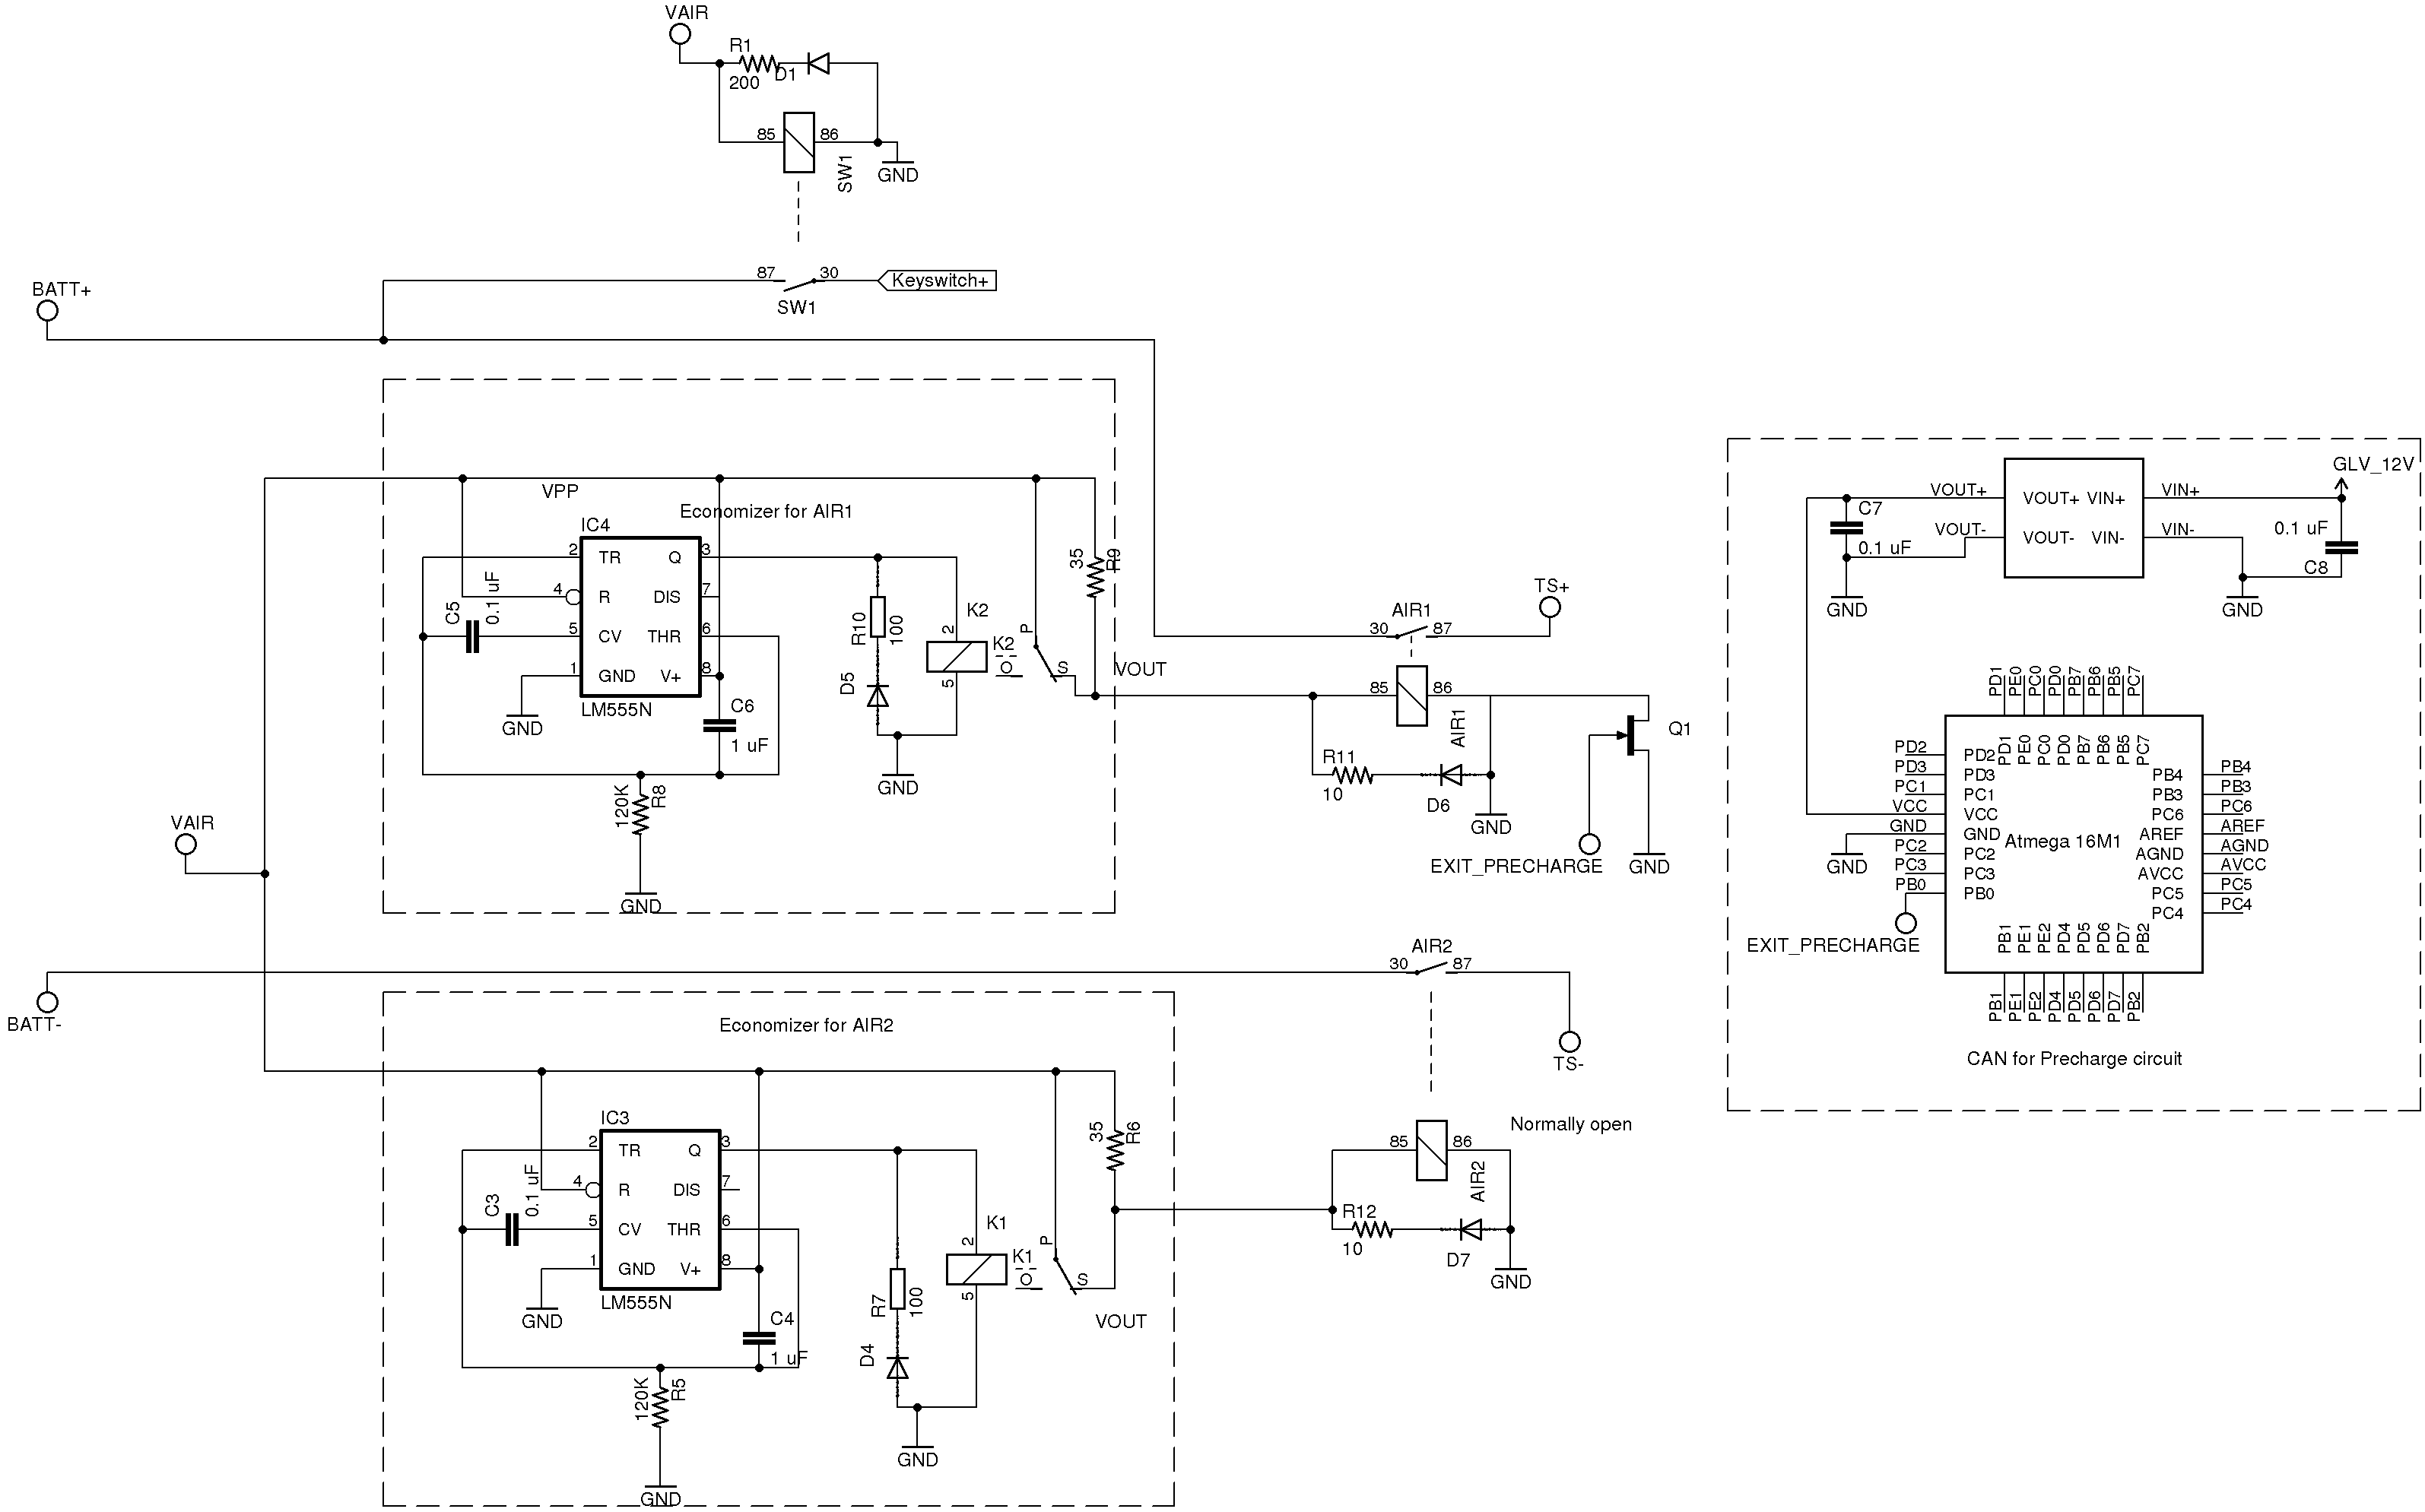 VAIR
R1
200
D1
85
86
SW1
GND
87
30
Keyswitch+
SW1
BATT+
VPP
Economizer for AIR1
IC4
2
TR
Q
3
4
R
DIS
7
5
CV
THR
6
1
GND
V+
8
LM555N
C5
0.1 uF
GND
C6
1 uF
120K
R8
GND
R10
100
D5
GND
K2
2
5
K2
O
P
S
35
R9
VOUT
AIR1
30
87
TS+
85
86
AIR1
R11
10
D6
GND
Q1
EXIT_PRECHARGE
GND
VAIR
BATT-
AIR2
30
87
TS-
Economizer for AIR2
IC3
2
TR
Q
3
4
R
DIS
7
5
CV
THR
6
1
GND
V+
8
LM555N
C3
0.1 uF
GND
C4
1 uF
120K
R5
GND
R7
100
D4
GND
K1
2
5
K1
O
P
S
35
R6
VOUT
Normally open
85
86
AIR2
R12
10
D7
GND
GLV_12V
VOUT+
VOUT+ VIN+
VIN+
C7
0.1 uF
VOUT-
VOUT- VIN-
VIN-
0.1 uF
C8
GND
GND
PD1 PE0 PC0 PD0 PB7 PB6 PB5 PC7
PD1 PE0 PC0 PD0 PB7 PB6 PB5 PC7
PD2
PD3
PC1
VCC
GND
PC2
PC3
PB0
PD2
PD3
PC1
VCC
GND
PC2
PC3
PB0
Atmega 16M1
PB4
PB3
PC6
AREF
AGND
AVCC
PC5
PC4
PB4
PB3
PC6
AREF
AGND
AVCC
PC5
PC4
GND
EXIT_PRECHARGE
PB1 PE1 PE2 PD4 PD5 PD6 PD7 PB2
PB1 PE1 PE2 PD4 PD5 PD6 PD7 PB2
CAN for Precharge circuit